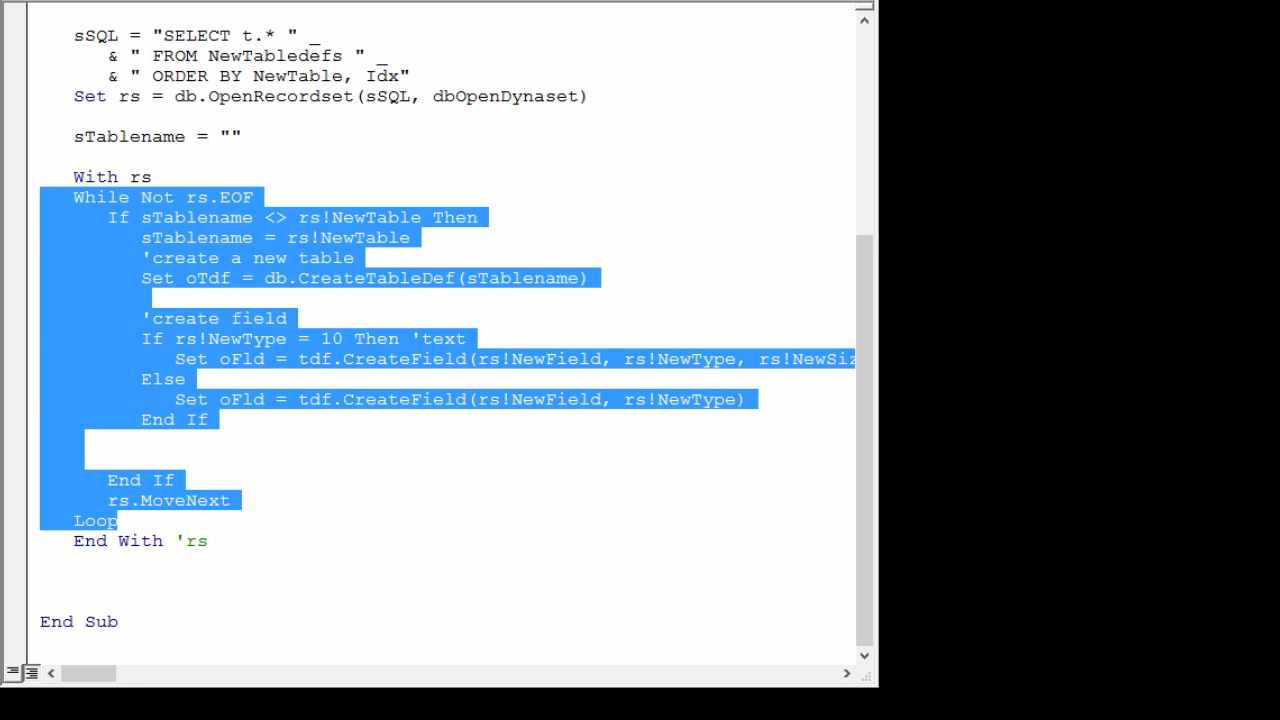 sSQL = "SELECT t.* " _
& " FROM NewTabledefs " _
& " ORDER BY NewTable, Idx"
Set rs = db.OpenRecordset(sSQL, dbOpenDynaset)
sTablename = ""
With rs
While Not rs.EOF
If sTablename <> rs!NewTable Then
sTablename = rs!NewTable
'create a new table
Set oTdf = db.CreateTableDef(sTablename)
'create field
If rs!NewType = 10 Then 'text
Set oFld = tdf.CreateField(rs!NewField, rs!NewType, rs!NewSiz
Else
Set oFld = tdf.CreateField(rs!NewField, rs!NewType)
End If
End If
rs.MoveNext
Loop
End With 'rs
End Sub